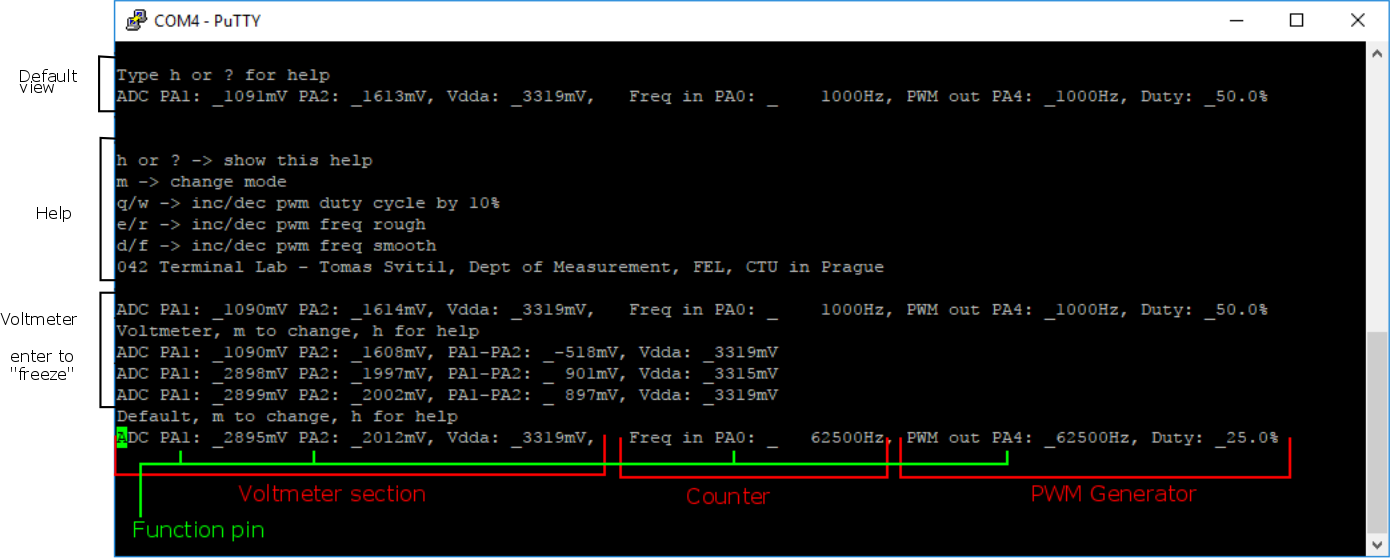 COM4 - PuTTY
Default
view
Type h or ? for help
ADC PA1: _1091mV PA2: _1613mV, Vdda: _3319mV,   Freq in PA0: _    1000Hz, PWM out PA4: _1000Hz, Duty: _50.0%
Help
h or ? -> show this help
m -> change mode
q/w -> inc/dec pwm duty cycle by 10%
e/r -> inc/dec pwm freq rough
d/f -> inc/dec pwm freq smooth
042 Terminal Lab - Tomas Svitil, Dept of Measurement, FEL, CTU in Prague
Voltmeter
enter to
"freeze"
ADC PA1: _1090mV PA2: _1614mV, Vdda: _3319mV,   Freq in PA0: _    1000Hz, PWM out PA4: _1000Hz, Duty: _50.0%
Voltmeter, m to change, h for help
ADC PA1: _1090mV PA2: _1608mV, PA1-PA2: _-518mV, Vdda: _3319mV
ADC PA1: _2898mV PA2: _1997mV, PA1-PA2: _ 901mV, Vdda: _3315mV
ADC PA1: _2899mV PA2: _2002mV, PA1-PA2: _ 897mV, Vdda: _3319mV
Default, m to change, h for help
ADC PA1: _2895mV PA2: _2012mV, Vdda: _3319mV,   Freq in PA0: _   62500Hz, PWM out PA4: _62500Hz, Duty: _25.0%
Voltmeter section
Counter
PWM Generator
Function pin